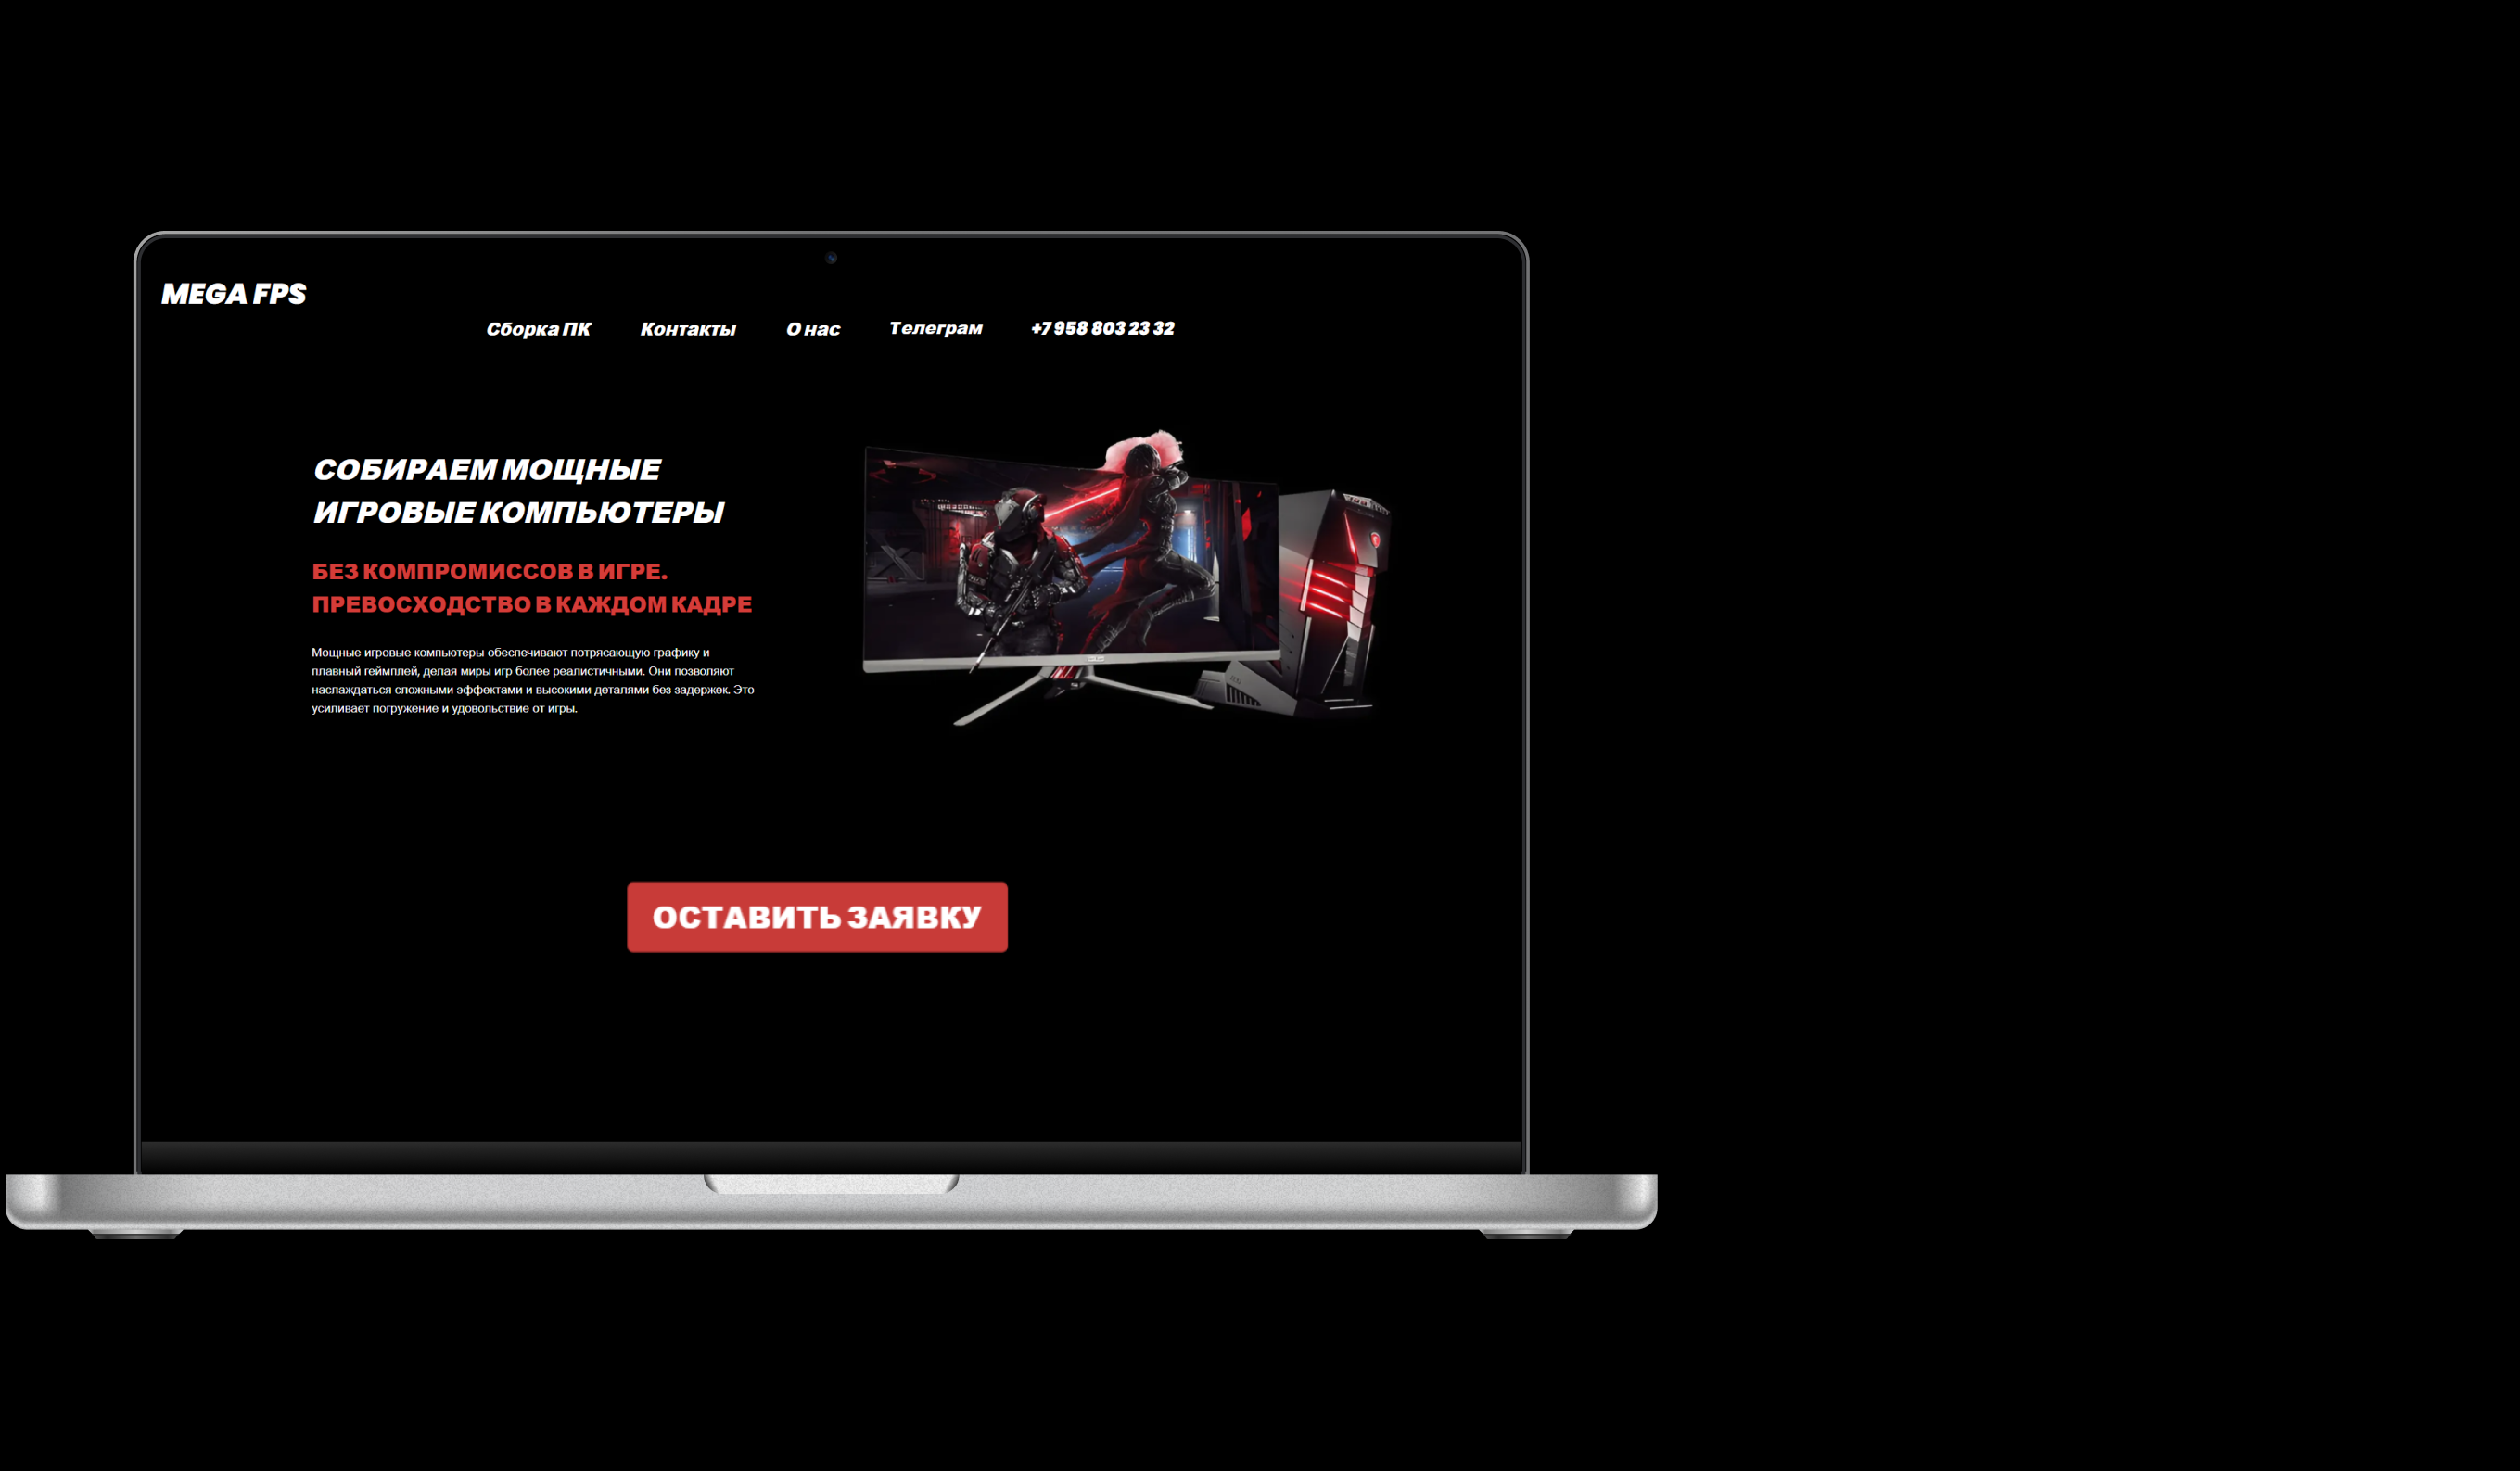 MEGA FPS
Сборка ПК Контакты О нас Телеграм +7 958 803 23 32
СОБИРАЕМ МОЩНЫЕ
ИГРОВЫЕ КОМПЬЮТЕРЫ
БЕЗ КОМПРОМИССОВ В ИГРЕ.
ПРЕВОСХОДСТВО В КАЖДОМ КАДРЕ
Мощные игровые компьютеры обеспечивают потрясающую графику и
плавный геймплей, делая миры игр более реалистичными. Они позволяют
наслаждаться сложными эффектами и высокими деталями без задержек. Это
усиливает погружение и удовольствие от игры.
ОСТАВИТЬ ЗАЯВКУ